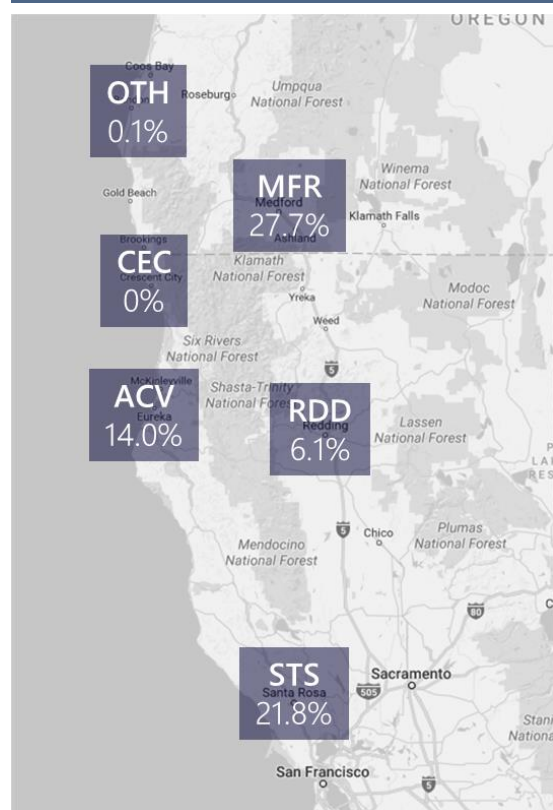 OREGON
Coos Bay
OTH
0.1%
Roseburg
Umpqua
National Forest
Winema
National Forest
MFR
Medford
27.7%
Ashland
Gold Beach
Klamath Falls
Brookings
CEC
Crescent City
0%
Klamath
National Forest
Yreka
Modoc
National Forest
Weed
Six Rivers
National Forest
5
McKinleyville
ACV
Eureka
14.0%
Shasta-Trinity
National Forest
RDD
Redding
6.1%
Lassen
National Forest
5
Chico
Plumas
National Forest
Mendocino
National Forest
80
STS
Santa Rosa
21.8%
Sacramento
505
San Francisco
5